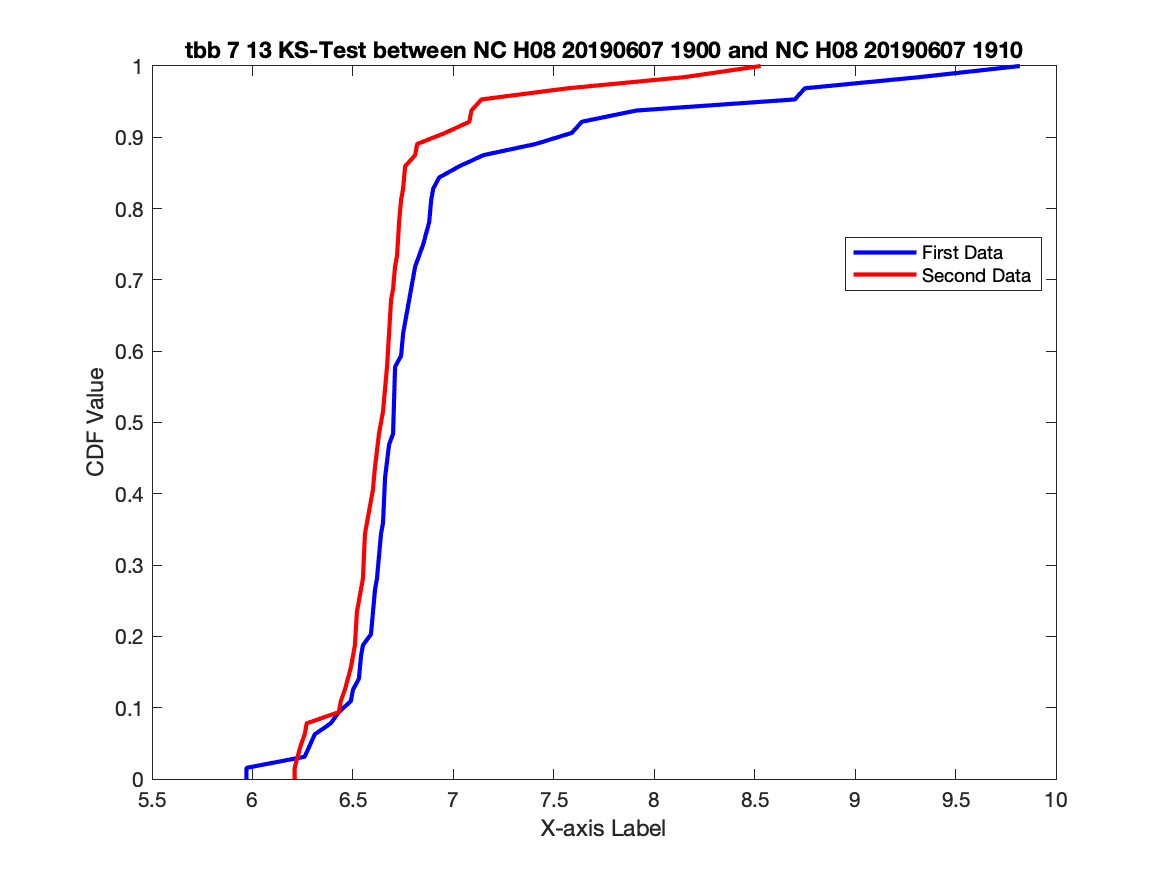 tbb 7 13 KS-Test between NC H08 20190607 1900 and NC H08 20190607 1910
1
0.9
0.8
0.7
0.6
0.5
0.4
0.3
0.2
0.1
0
CDF Value
First Data
Second Data
5.5 6 6.5 7 7.5 8 8.5 9 9.5 10
X-axis Label